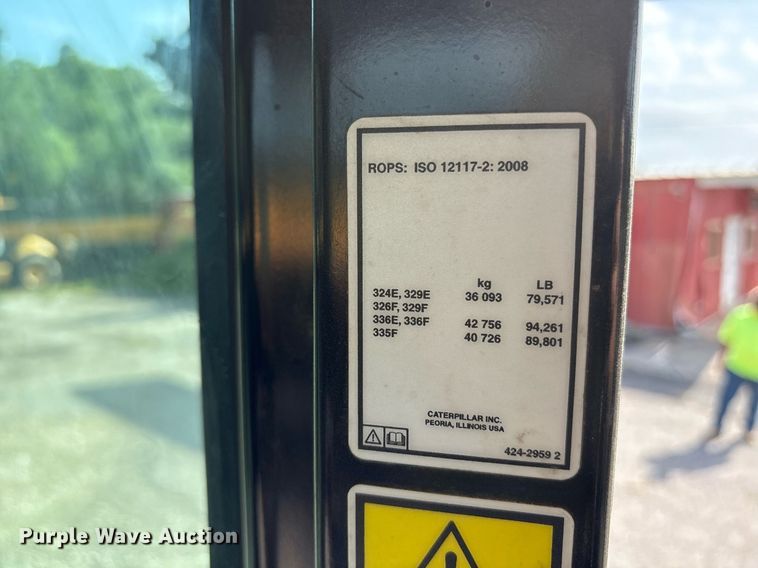 ROPS: ISO 12117-2: 2008
kg LB
324E, 329E 36 093 79,571
326F, 329F
336E, 336F 42 756 94,261
335F 40 726 89,801
CATERPILLAR INC.
PEORIA, ILLINOIS USA
424-2959 2
Purple Wave Auction®